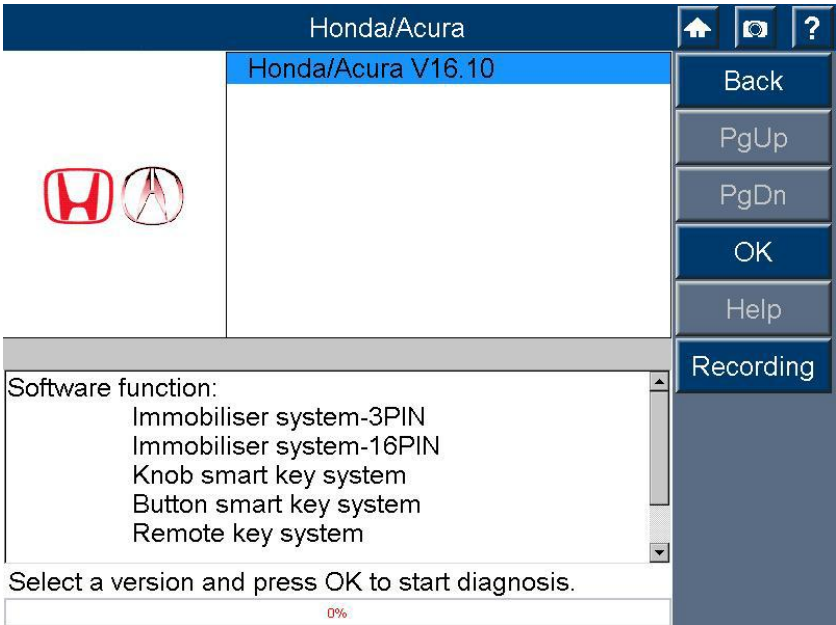 Honda/Acura
?
Honda/Acura V16.10
Back
PgUp
PgDn
OK
Help
Recording
Software function:
Immobiliser system-3PIN
Immobiliser system-16PIN
Knob smart key system
Button smart key system
Remote key system
Select a version and press OK to start diagnosis.
0%